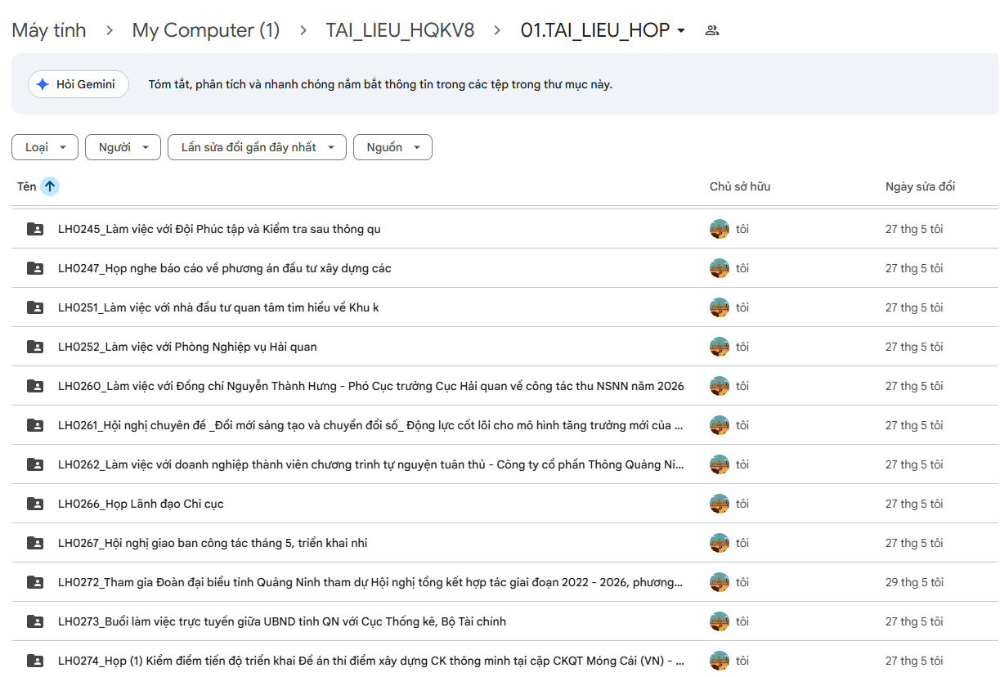 Máy tính > My Computer (1) > TAI_LIEU_HQKV8 > 01.TAI_LIEU_HOP
Hỏi Gemini Tóm tắt, phân tích và nhanh chóng nắm bắt thông tin trong các tệp trong thư mục này.
Loại Người Lần sửa đổi gần đây nhất Nguồn
Tên Chủ sở hữu Ngày sửa đổi
LH0245_Làm việc với Đội Phúc tập và Kiểm tra sau thông qu tôi 27 thg 5 tôi
LH0247_Họp nghe báo cáo về phương án đầu tư xây dựng các tôi 27 thg 5 tôi
LH0251_Làm việc với nhà đầu tư quan tâm tìm hiểu về Khu k tôi 27 thg 5 tôi
LH0252_Làm việc với Phòng Nghiệp vụ Hải quan tôi 27 thg 5 tôi
LH0260_Làm việc với Đồng chí Nguyễn Thành Hưng - Phó Cục trưởng Cục Hải quan về công tác thu NSNN năm 2026 tôi 27 thg 5 tôi
LH0261_Hội nghị chuyên đề _Đổi mới sáng tạo và chuyển đổi số_ Động lực cốt lõi cho mô hình tăng trưởng mới của ... tôi 27 thg 5 tôi
LH0262_Làm việc với doanh nghiệp thành viên chương trình tự nguyện tuân thủ - Công ty cổ phần Thông Quảng Ni... tôi 27 thg 5 tôi
LH0266_Họp Lãnh đạo Chi cục tôi 27 thg 5 tôi
LH0267_Hội nghị giao ban công tác tháng 5, triển khai nhi tôi 27 thg 5 tôi
LH0272_Tham gia Đoàn đại biểu tỉnh Quảng Ninh tham dự Hội nghị tổng kết hợp tác giai đoạn 2022 - 2026, phương... tôi 29 thg 5 tôi
LH0273_Buổi làm việc trực tuyến giữa UBND tỉnh QN với Cục Thống kê, Bộ Tài chính tôi 27 thg 5 tôi
LH0274_Họp (1) Kiểm điểm tiến độ triển khai Đề án thí điểm xây dựng CK thông minh tại cặp CKQT Móng Cái (VN) - ... tôi 27 thg 5 tôi